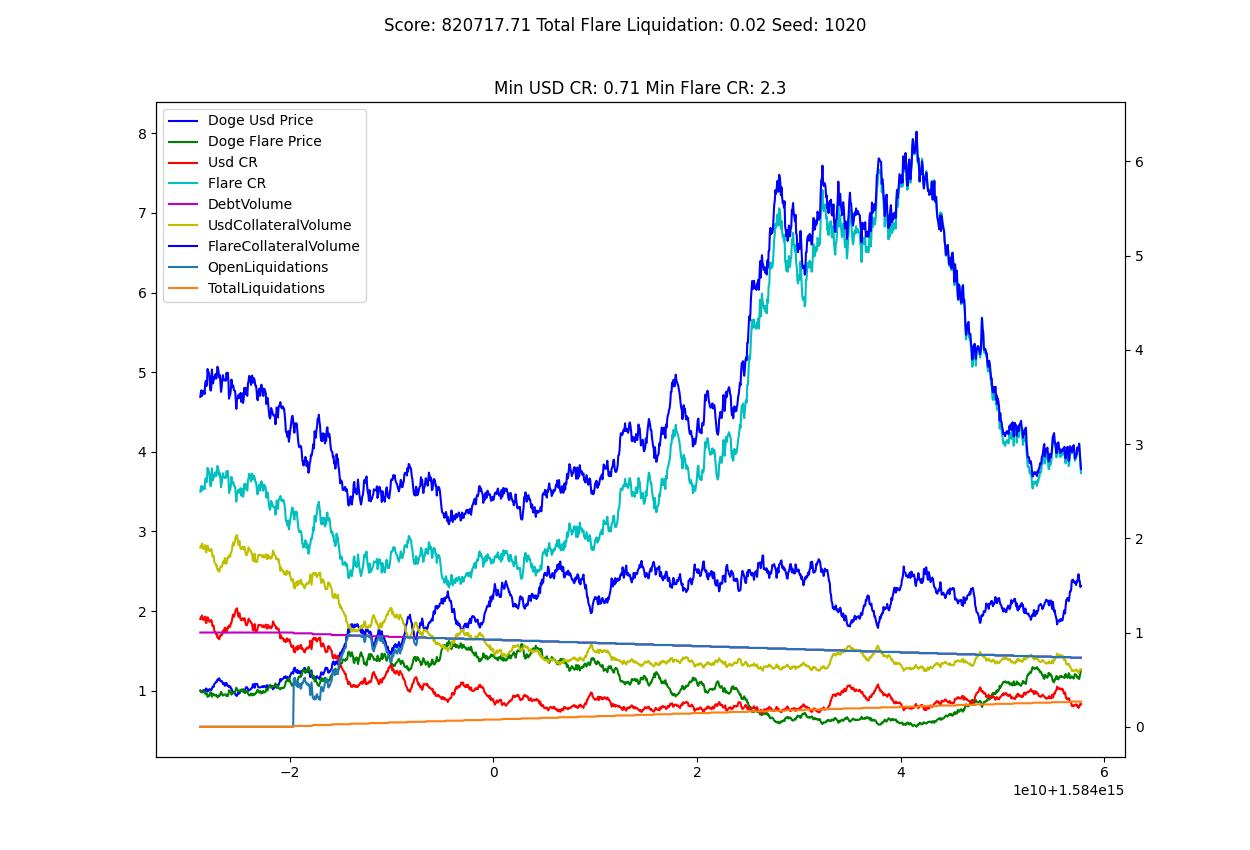 Score: 820717.71 Total Flare Liquidation: 0.02 Seed: 1020
Min USD CR: 0.71 Min Flare CR: 2.3
Doge Usd Price
Doge Flare Price
Usd CR
Flare CR
DebtVolume
UsdCollateralVolume
FlareCollateralVolume
OpenLiquidations
TotalLiquidations
8
7
6
5
4
3
2
1
6
5
4
3
2
1
0
−2
0
2
4
6
1e10+1.584e15